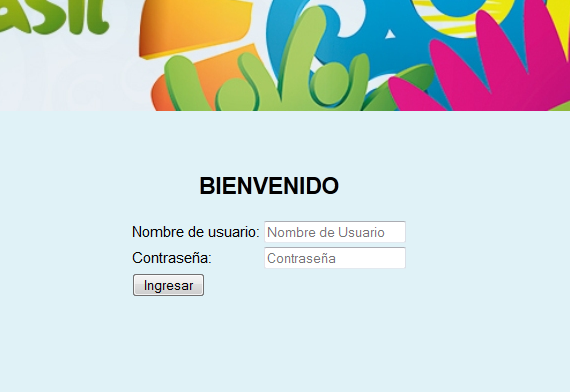 asil
BIENVENIDO
Nombre de usuario: Nombre de Usuario
Contraseña: Contraseña
Ingresar